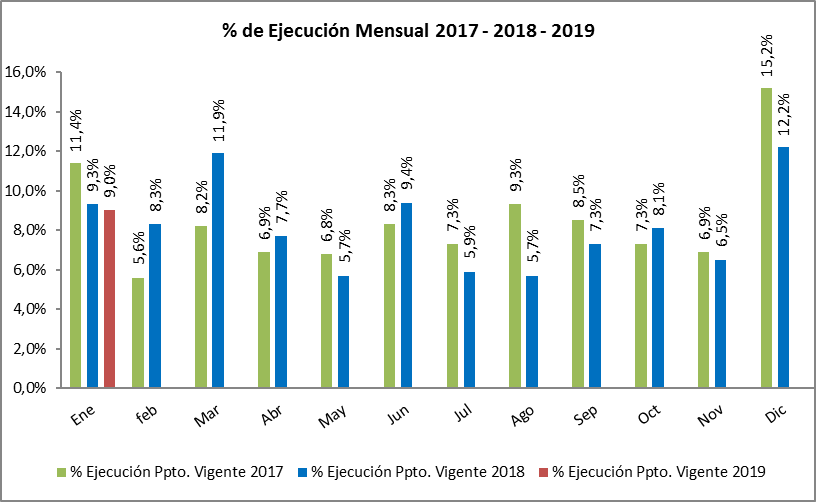 % de Ejecución Mensual 2017 - 2018 - 2019
16,0%
14,0%
12,0%
10,0%
8,0%
6,0%
4,0%
2,0%
0,0%
11,4%
9,3%
9,0%
5,6%
8,3%
8,2%
11,9%
6,9%
7,7%
6,8%
5,7%
8,3%
9,4%
7,3%
5,9%
9,3%
5,7%
8,5%
7,3%
7,3%
8,1%
6,9%
6,5%
15,2%
12,2%
Ene
feb
Mar
Abr
May
Jun
Jul
Ago
Sep
Oct
Nov
Dic
% Ejecución Ppto. Vigente 2017
% Ejecución Ppto. Vigente 2018
% Ejecución Ppto. Vigente 2019